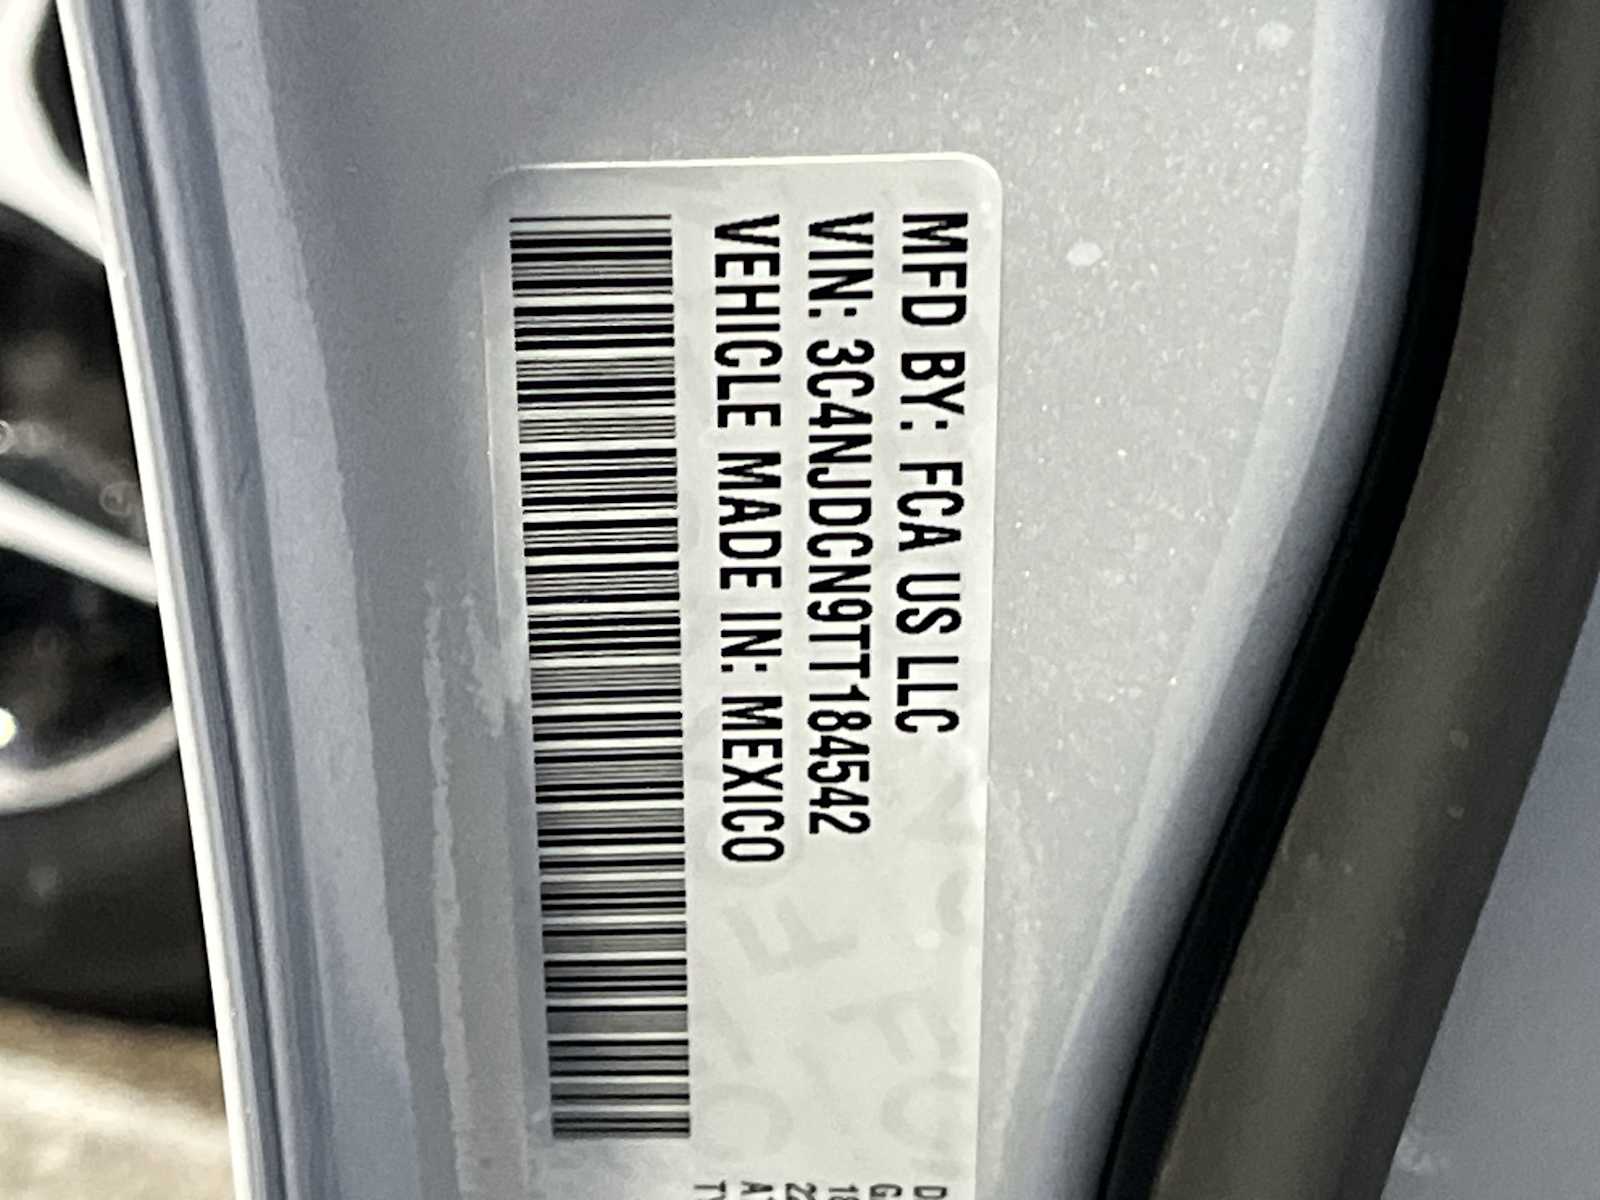 MFD BY: FCA US LLC
VIN: 3C4NJDCN9TT184542
VEHICLE MADE IN: MEXICO